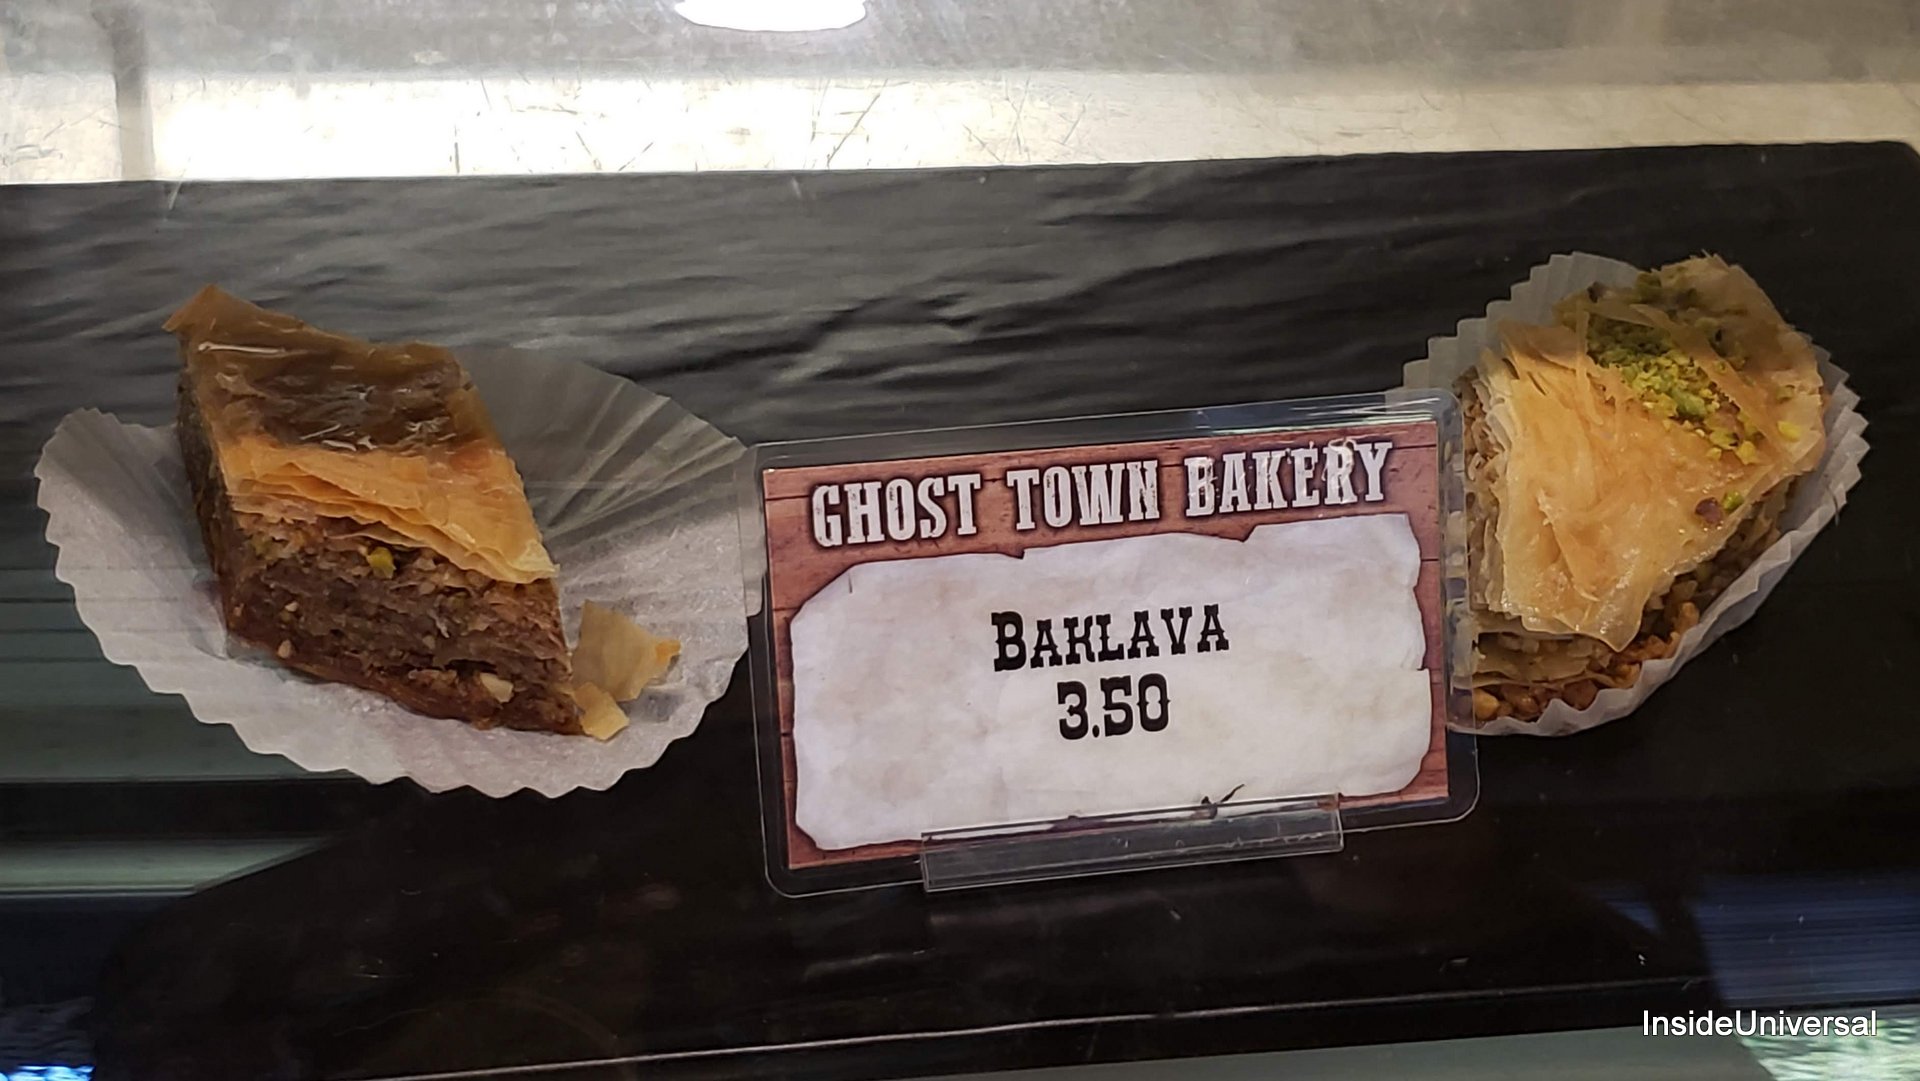 GHOST TOWN BAKERY
BAKLAVA
3.50
InsideUniversal